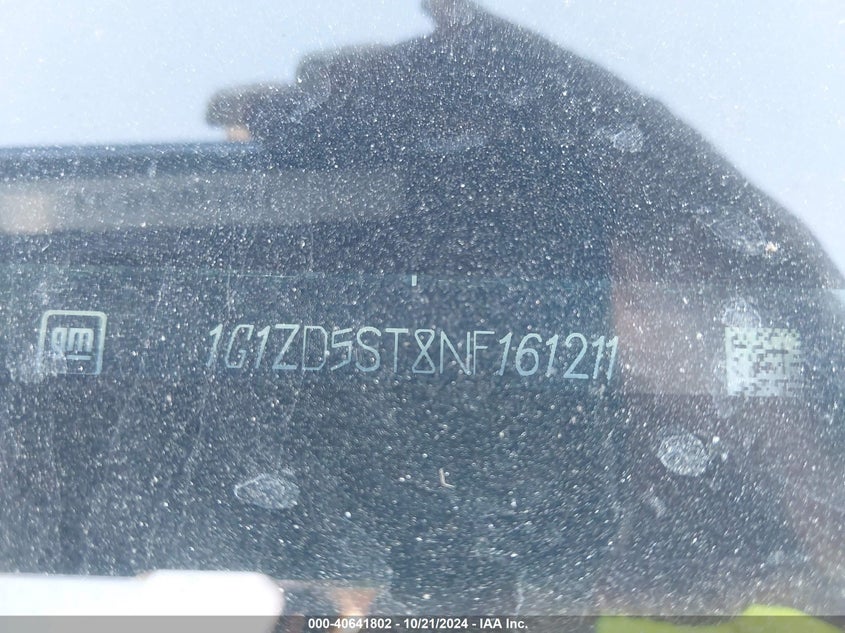 gm 1G1ZD5ST8NF161211
000-40641802 - 10/21/2024 - IAA Inc.